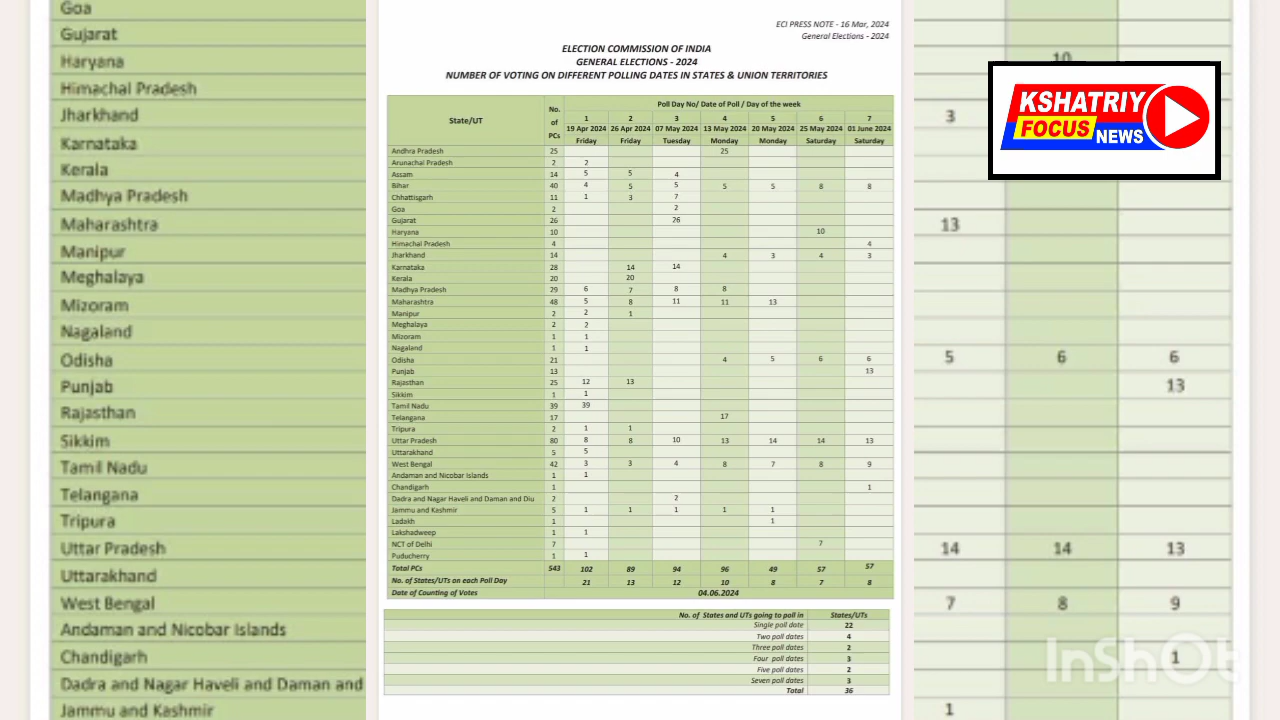 Goa
Gujarat
Haryana
Himachal Pradesh
Jharkhand
Karnataka
Kerala
Madhya Pradesh
Maharashtra
Manipur
Meghalaya
Mizoram
Nagaland
Odisha
Punjab
Rajasthan
Sikkim
Tamil Nadu
Telangana
Tripura
Uttar Pradesh
Uttarakhand
West Bengal
Andaman and Nicobar Islands
Chandigarh
Dadra and Nagar Haveli and Daman and
Jammu and Kashmir
ECI PRESS NOTE - 16 Mar, 2024
General Elections - 2024
ELECTION COMMISSION OF INDIA
GENERAL ELECTIONS - 2024
NUMBER OF VOTING ON DIFFERENT POLLING DATES IN STATES & UNION TERRITORIES
State/UT No. of PCs Poll Day No/ Date of Poll / Day of the week
1 2 3 4 5 6 7
19 Apr 2024 26 Apr 2024 07 May 2024 13 May 2024 20 May 2024 25 May 2024 01 June 2024
Friday Friday Tuesday Monday Monday Saturday Saturday
Andhra Pradesh 25 25
Arunachal Pradesh 2 2
Assam 14 5 5 4
Bihar 40 4 5 5 5 5 8 8
Chhattisgarh 11 1 3 7
Goa 2 2
Gujarat 26 26
Haryana 10 10
Himachal Pradesh 4 4
Jharkhand 14 4 3 4 3
Karnataka 28 14 14
Kerala 20 20
Madhya Pradesh 29 6 7 8 8
Maharashtra 48 5 8 11 11 13
Manipur 2 2 1
Meghalaya 2 2
Mizoram 1 1
Nagaland 1 1
Odisha 21 4 5 6 6
Punjab 13 13
Rajasthan 25 12 13
Sikkim 1 1
Tamil Nadu 39 39
Telangana 17 17
Tripura 2 1 1
Uttar Pradesh 80 8 8 10 13 14 14 13
Uttarakhand 5 5
West Bengal 42 3 3 4 8 7 8 9
Andaman and Nicobar Islands 1 1
Chandigarh 1 1
Dadra and Nagar Haveli and Daman and Diu 2 2
Jammu and Kashmir 5 1 1 1 1 1
Ladakh 1 1
Lakshadweep 1 1
NCT of Delhi 7 7
Puducherry 1 1
Total PCs 543 102 89 94 96 49 57 57
No. of States/UTs on each Poll Day 21 13 12 10 8 7 8
Date of Counting of Votes 04.06.2024
No. of States and UTs going to poll in States/UTs
Single poll date 22
Two poll dates 4
Three poll dates 2
Four poll dates 3
Five poll dates 2
Seven poll dates 3
Total 36
KSHATRIY
FOCUS
NEWS
10
3
13
5 6 6
13
14 14 13
7 8 9
1
1
InShOt